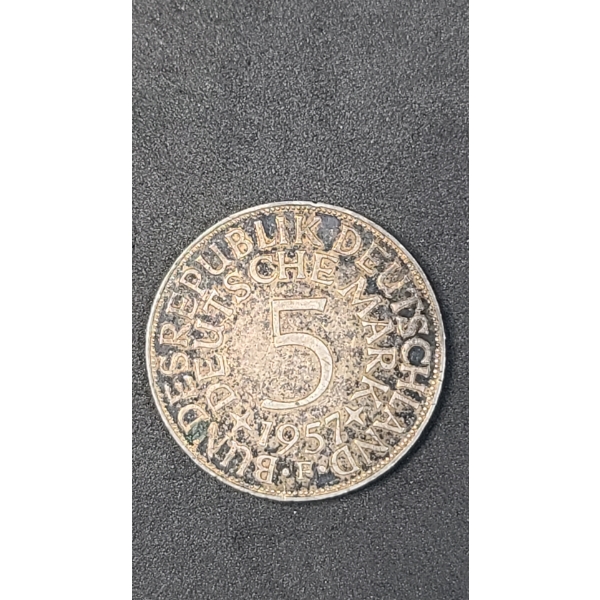 BUNDESREPUBLIK DEUTSCHLAND
DEUTSCHE MARK
5
1957
F